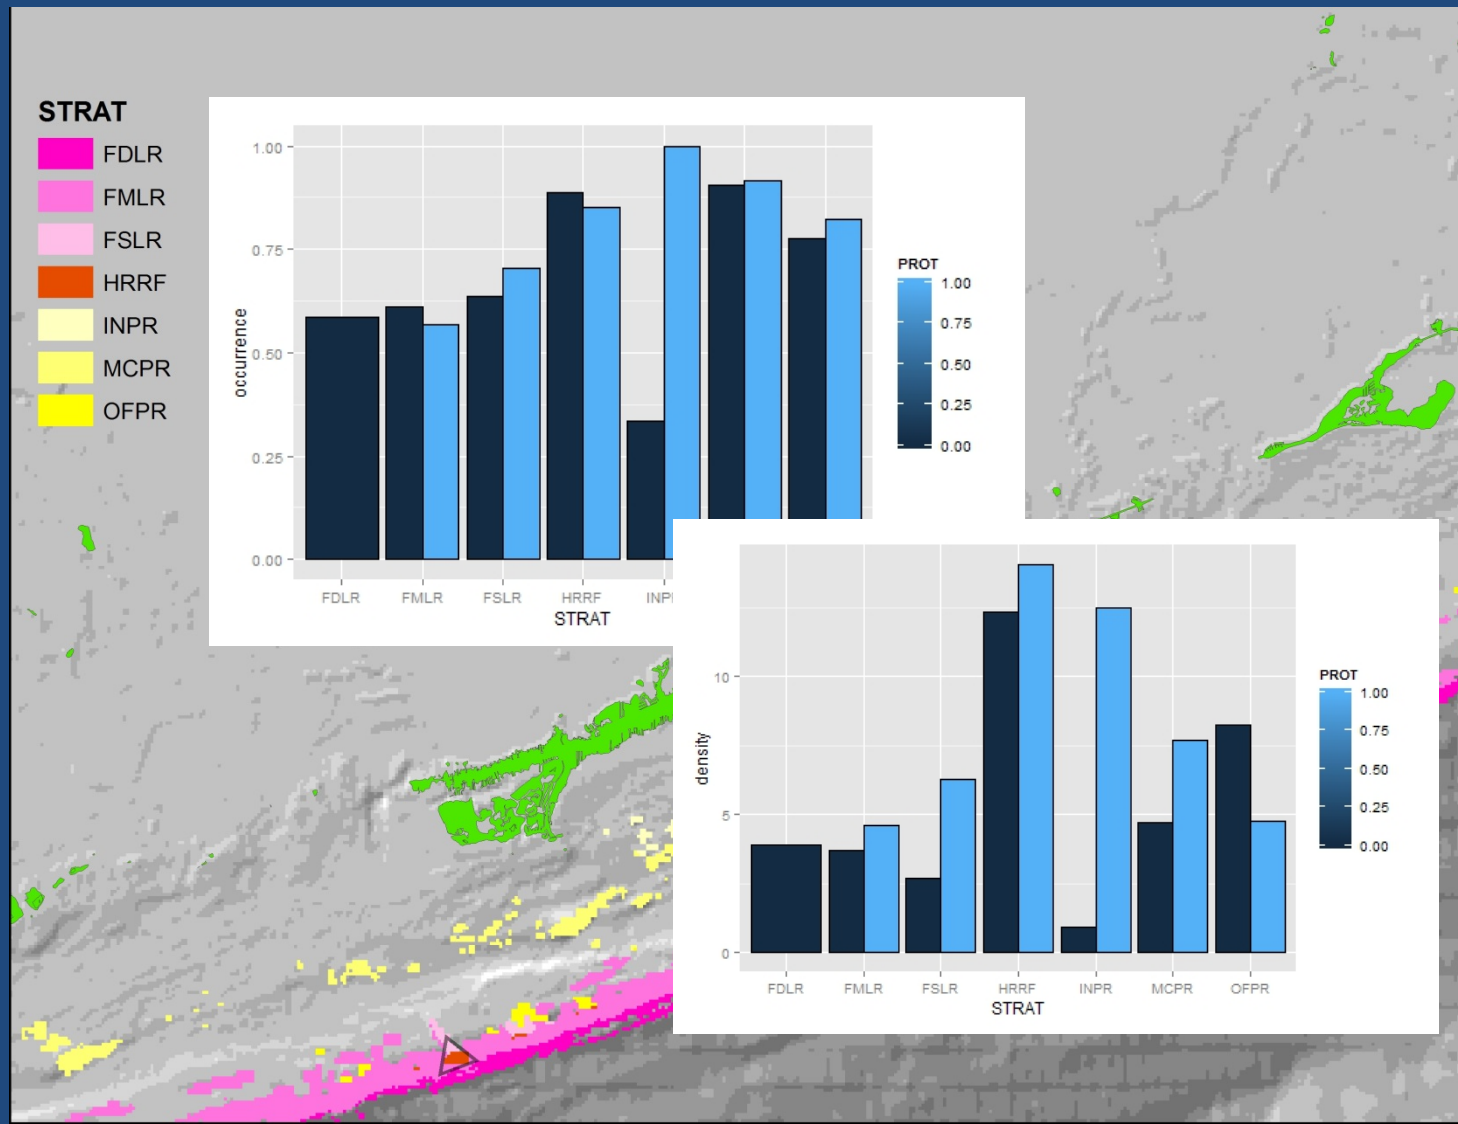 STRAT
FDLR
FMLR
FSLR
HRRF
INPR
MCPR
OFPR
1.00
0.75
0.50
0.25
0.00
occurrence
FDLR FMLR FSLR HRRF INP
STRAT
PROT
1.00
0.75
0.50
0.25
0.00
10
5
0
density
FDLR FMLR FSLR HRRF INPR MCPR OFPR
STRAT
PROT
1.00
0.75
0.50
0.25
0.00